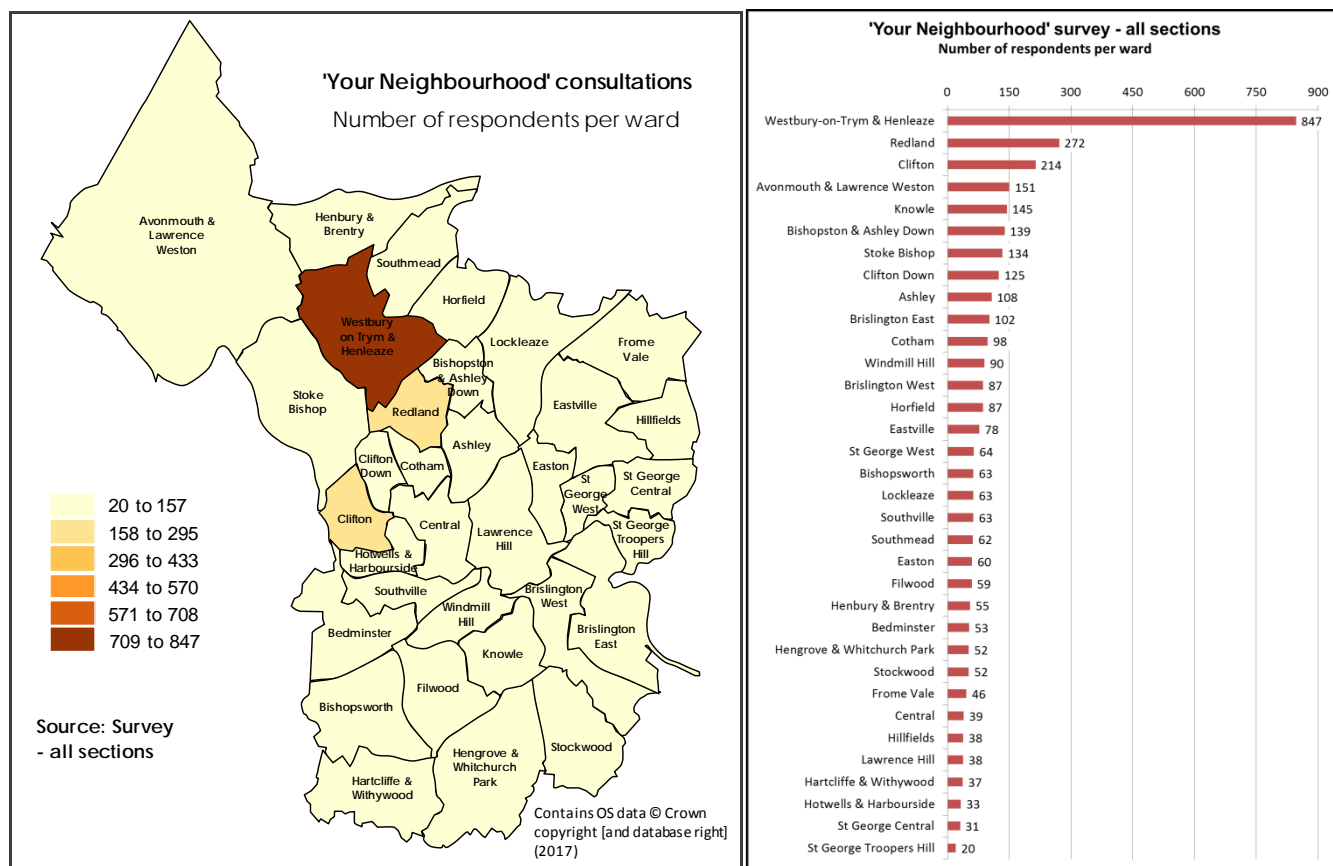 'Your Neighbourhood' consultations
Number of respondents per ward
Avonmouth &
Lawrence
Weston
Henbury &
Brentry
Southmead
Horfield
Westbury
on Trym &
Henleaze
Lockleaze
Frome
Vale
Bishopston
& Ashley
Down
Stoke
Bishop
Redland
Eastville
Hillfields
Ashley
Clifton
Down
Cotham
Easton
St
George
West
St George
Central
Clifton
Central
Lawrence
Hill
St George
Troopers
Hill
Hotwells &
Harbourside
Southville
Windmill
Hill
Brislington
West
Bedminster
Brislington
East
Knowle
Filwood
Bishopsworth
Stockwood
Hengrove &
Whitchurch
Park
Hartcliffe &
Withywood
20 to 157
158 to 295
296 to 433
434 to 570
571 to 708
709 to 847
Source: Survey
- all sections
Contains OS data © Crown
copyright [and database right]
(2017)
'Your Neighbourhood' survey - all sections
Number of respondents per ward
0 150 300 450 600 750 900
Westbury-on-Trym & Henleaze 847
Redland 272
Clifton 214
Avonmouth & Lawrence Weston 151
Knowle 145
Bishopston & Ashley Down 139
Stoke Bishop 134
Clifton Down 125
Ashley 108
Brislington East 102
Cotham 98
Windmill Hill 90
Brislington West 87
Horfield 87
Eastville 78
St George West 64
Bishopsworth 63
Lockleaze 63
Southville 63
Southmead 62
Easton 60
Filwood 59
Henbury & Brentry 55
Bedminster 53
Hengrove & Whitchurch Park 52
Stockwood 52
Frome Vale 46
Central 39
Hillfields 38
Lawrence Hill 38
Hartcliffe & Withywood 37
Hotwells & Harbourside 33
St George Central 31
St George Troopers Hill 20